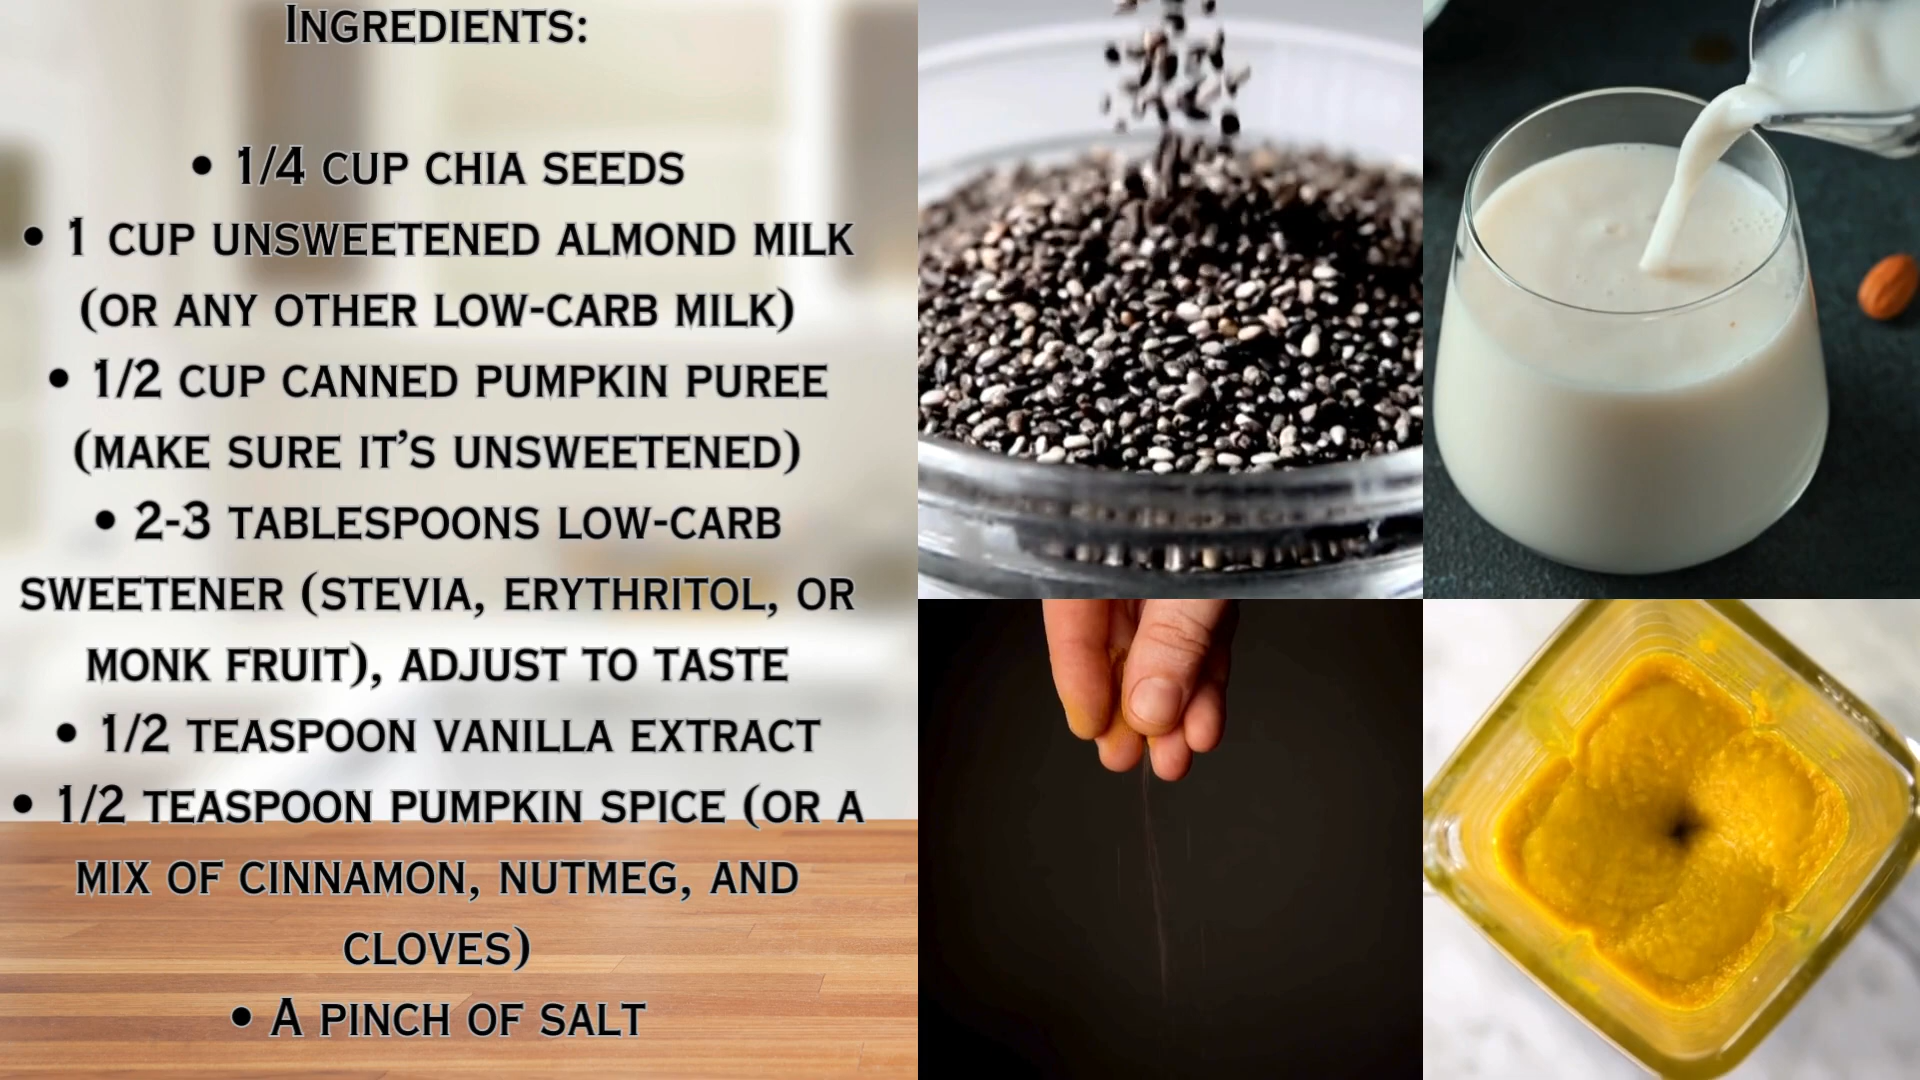 Ingredients:
• 1/4 cup chia seeds
• 1 cup unsweetened almond milk
(or any other low-carb milk)
• 1/2 cup canned pumpkin puree
(make sure it’s unsweetened)
• 2-3 tablespoons low-carb
sweetener (stevia, erythritol, or
monk fruit), adjust to taste
• 1/2 teaspoon vanilla extract
• 1/2 teaspoon pumpkin spice (or a
mix of cinnamon, nutmeg, and
cloves)
• A pinch of salt